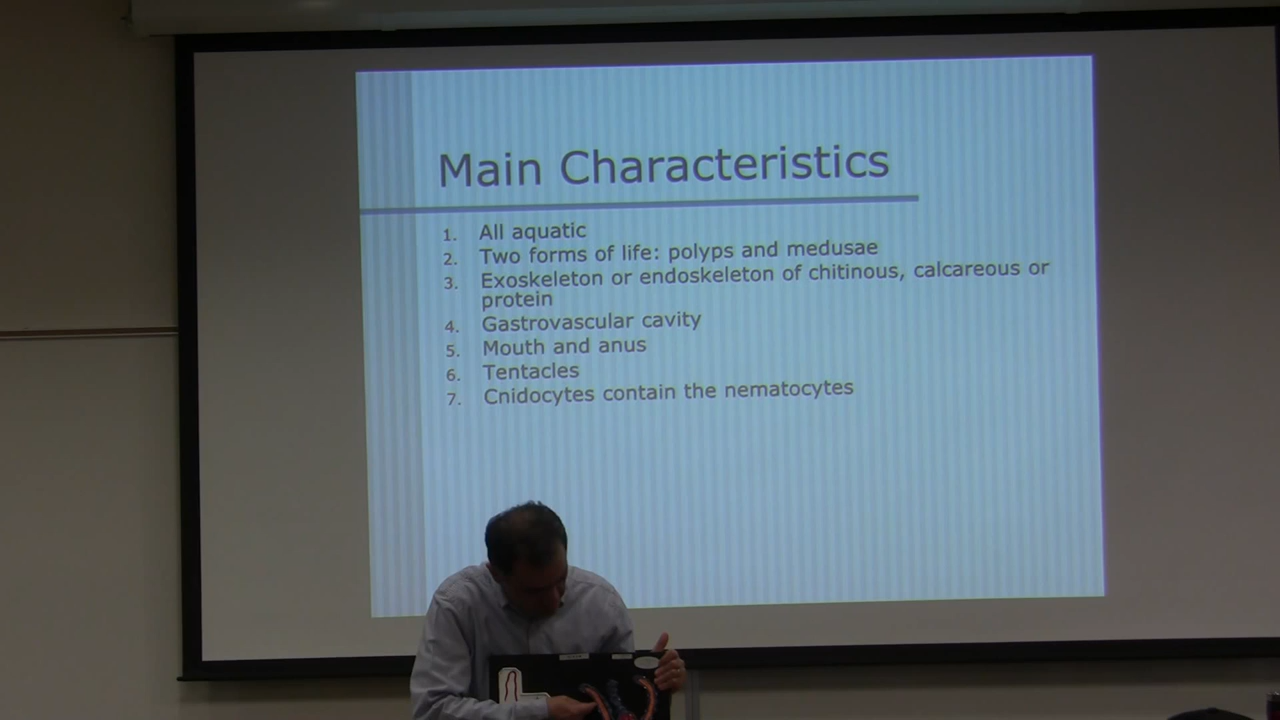 Main Characteristics
1. All aquatic
2. Two forms of life: polyps and medusae
3. Exoskeleton or endoskeleton of chitinous, calcareous or
protein
4. Gastrovascular cavity
5. Mouth and anus
6. Tentacles
7. Cnidocytes contain the nematocytes